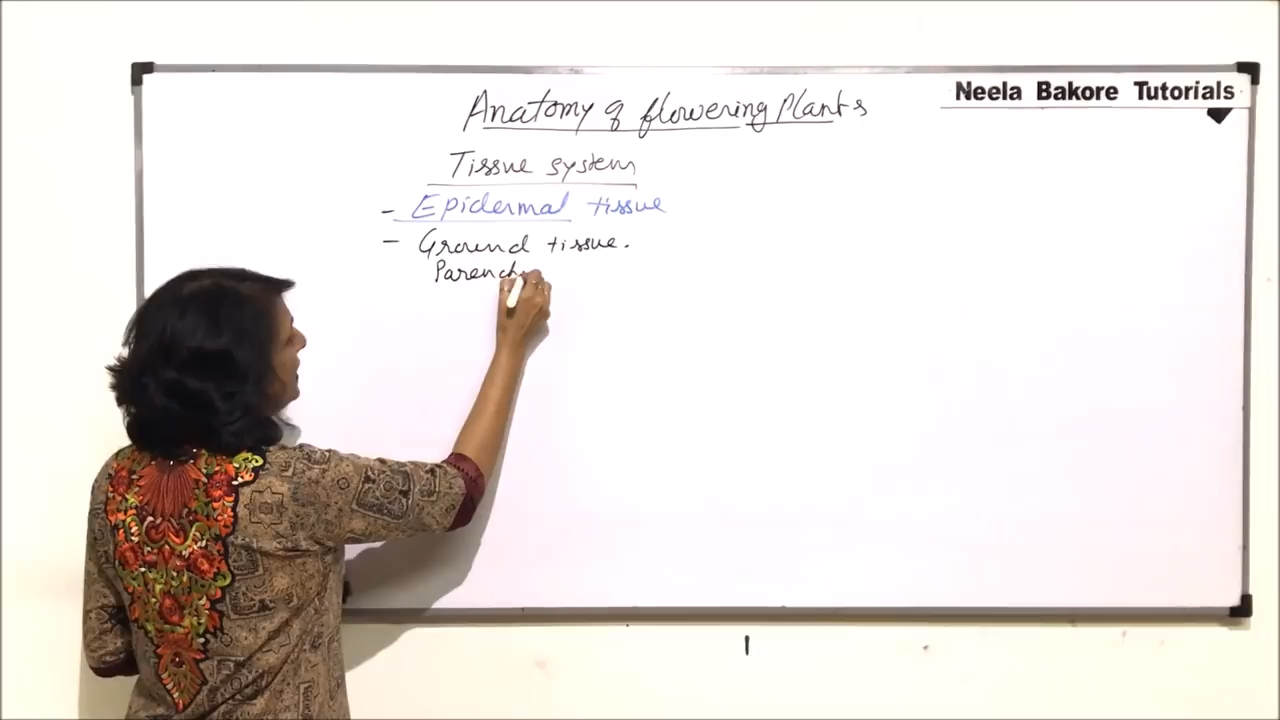 Neela Bakore Tutorials
Anatomy of flowering Plants
Tissue system
- Epidermal tissue
- Ground tissue.
Parench